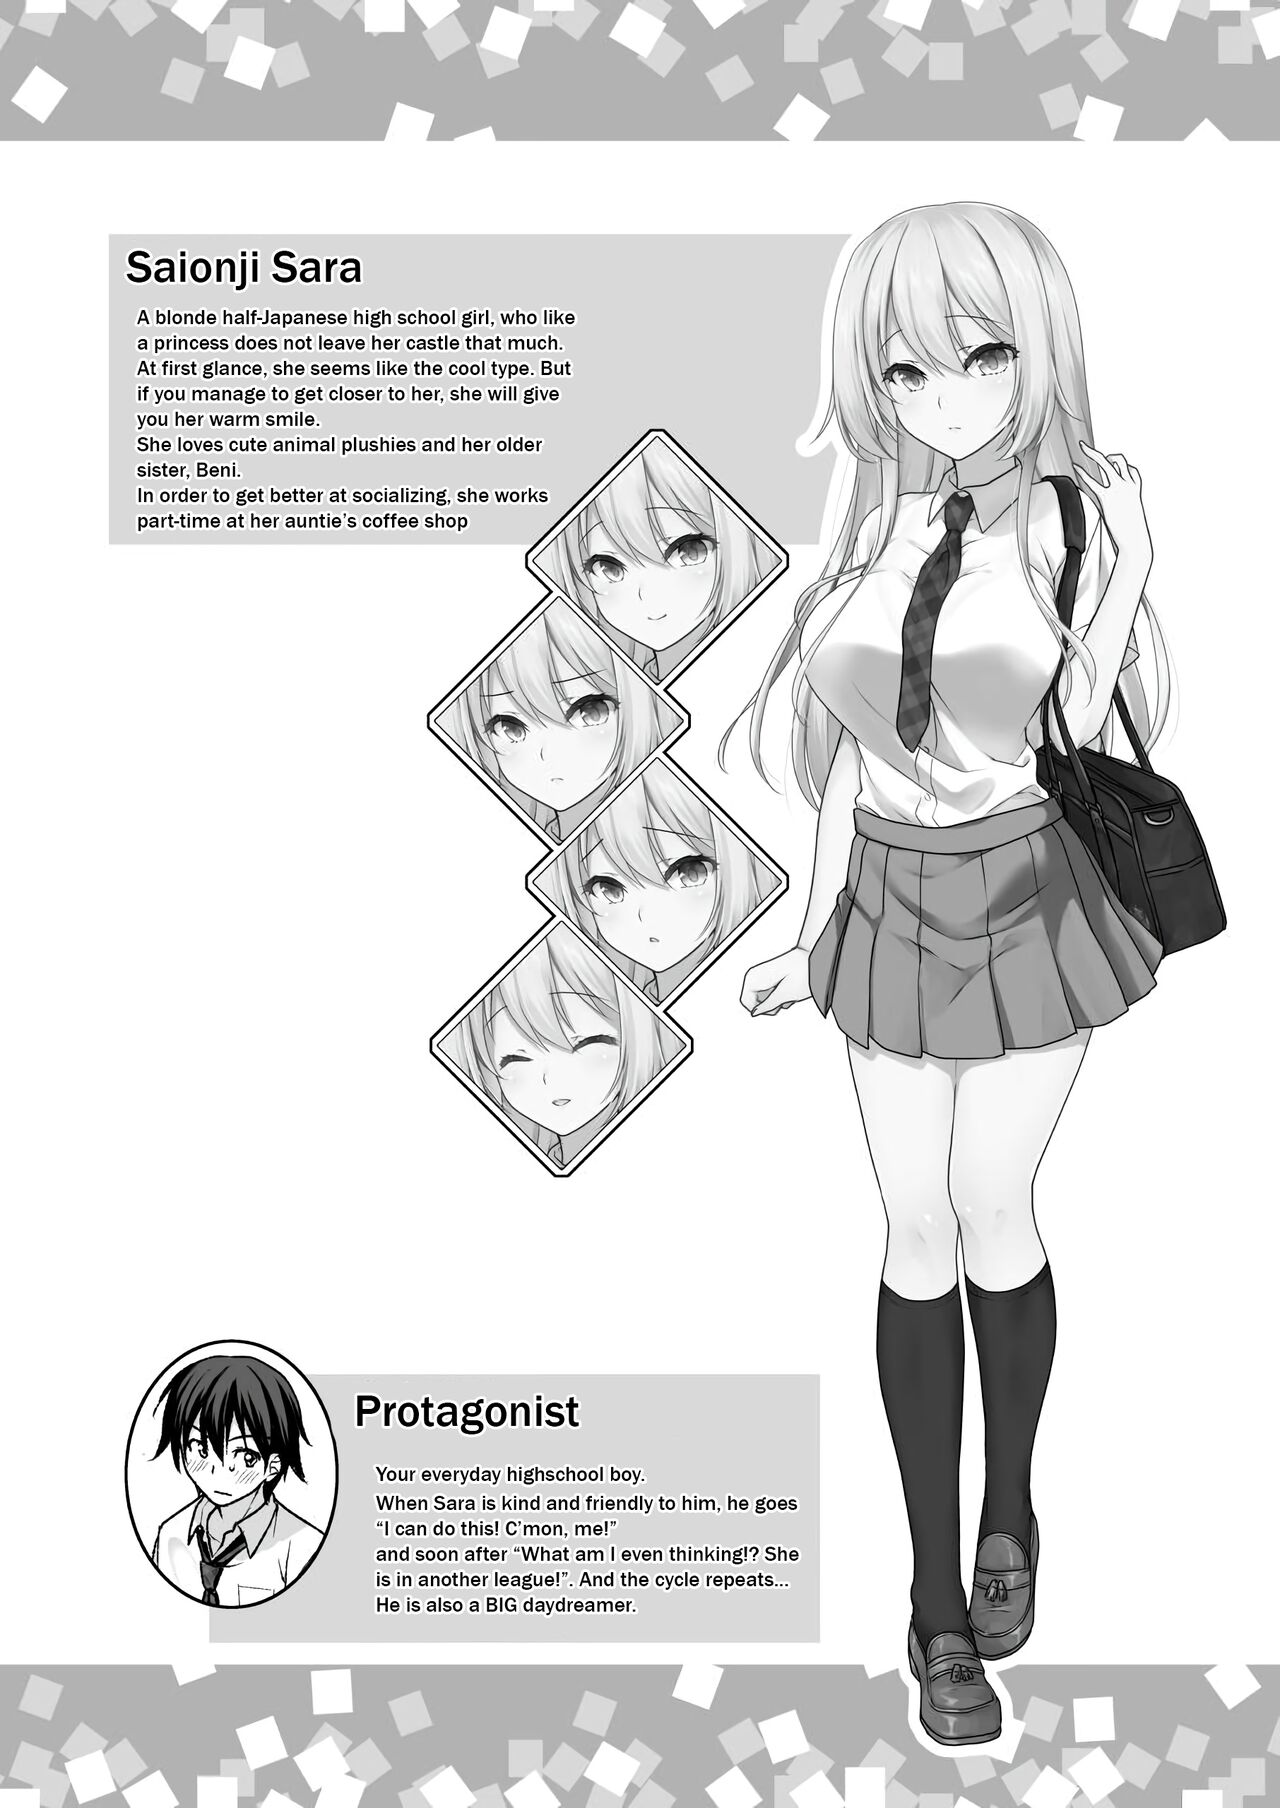 Saionji Sara
A blonde half-Japanese high school girl, who like
a princess does not leave her castle that much.
At first glance, she seems like the cool type. But
if you manage to get closer to her, she will give
you her warm smile.
She loves cute animal plushies and her older
sister, Beni.
In order to get better at socializing, she works
part-time at her auntie's coffee shop
Protagonist
Your everyday highschool boy.
When Sara is kind and friendly to him, he goes
“I can do this! C'mon, me!”
and soon after “What am I even thinking!? She
is in another league!”. And the cycle repeats...
He is also a BIG daydreamer.